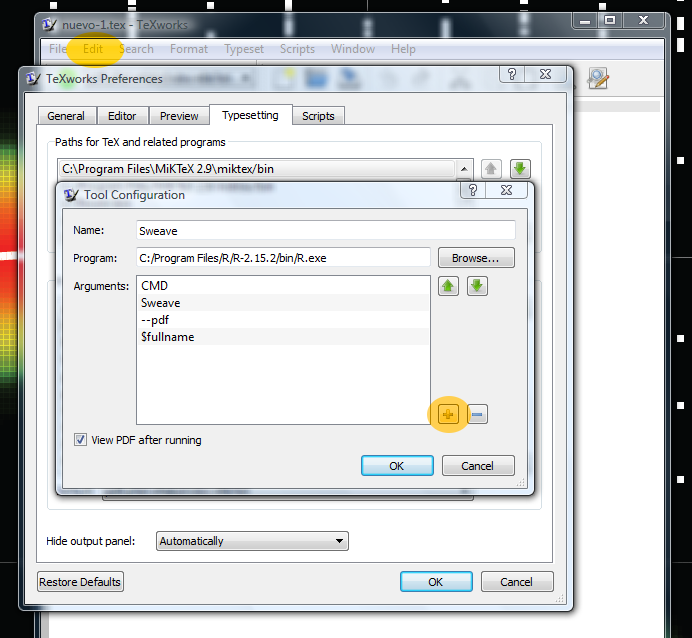 nuevo-1.tex - TeXworks
File Edit Search Format Typeset Scripts Window Help
TeXworks Preferences
General Editor Preview Typesetting Scripts
Paths for TeX and related programs
C:\Program Files\MiKTeX 2.9\miktex/bin
Tool Configuration
Name: Sweave
Program: C:/Program Files/R/R-2.15.2/bin/R.exe Browse...
Arguments: CMD
Sweave
--pdf
$fullname
View PDF after running
OK Cancel
Hide output panel: Automatically
Restore Defaults OK Cancel